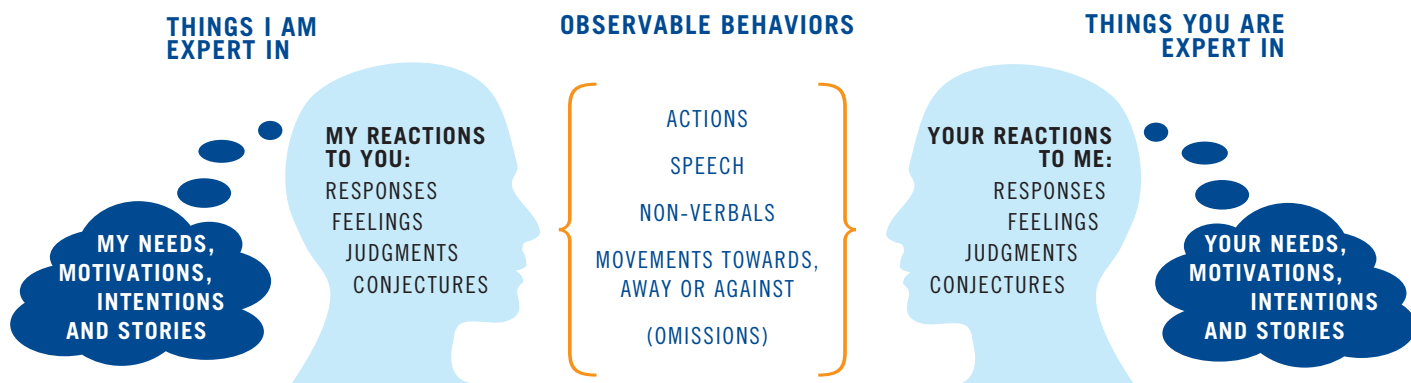 THINGS I AM
EXPERT IN
MY REACTIONS
TO YOU:
RESPONSES
FEELINGS
JUDGMENTS
CONJECTURES
MY NEEDS,
MOTIVATIONS,
INTENTIONS
AND STORIES
OBSERVABLE BEHAVIORS
ACTIONS
SPEECH
NON-VERBALS
MOVEMENTS TOWARDS,
AWAY OR AGAINST
(OMISSIONS)
THINGS YOU ARE
EXPERT IN
YOUR REACTIONS
TO ME:
RESPONSES
FEELINGS
JUDGMENTS
CONJECTURES
YOUR NEEDS,
MOTIVATIONS,
INTENTIONS
AND STORIES